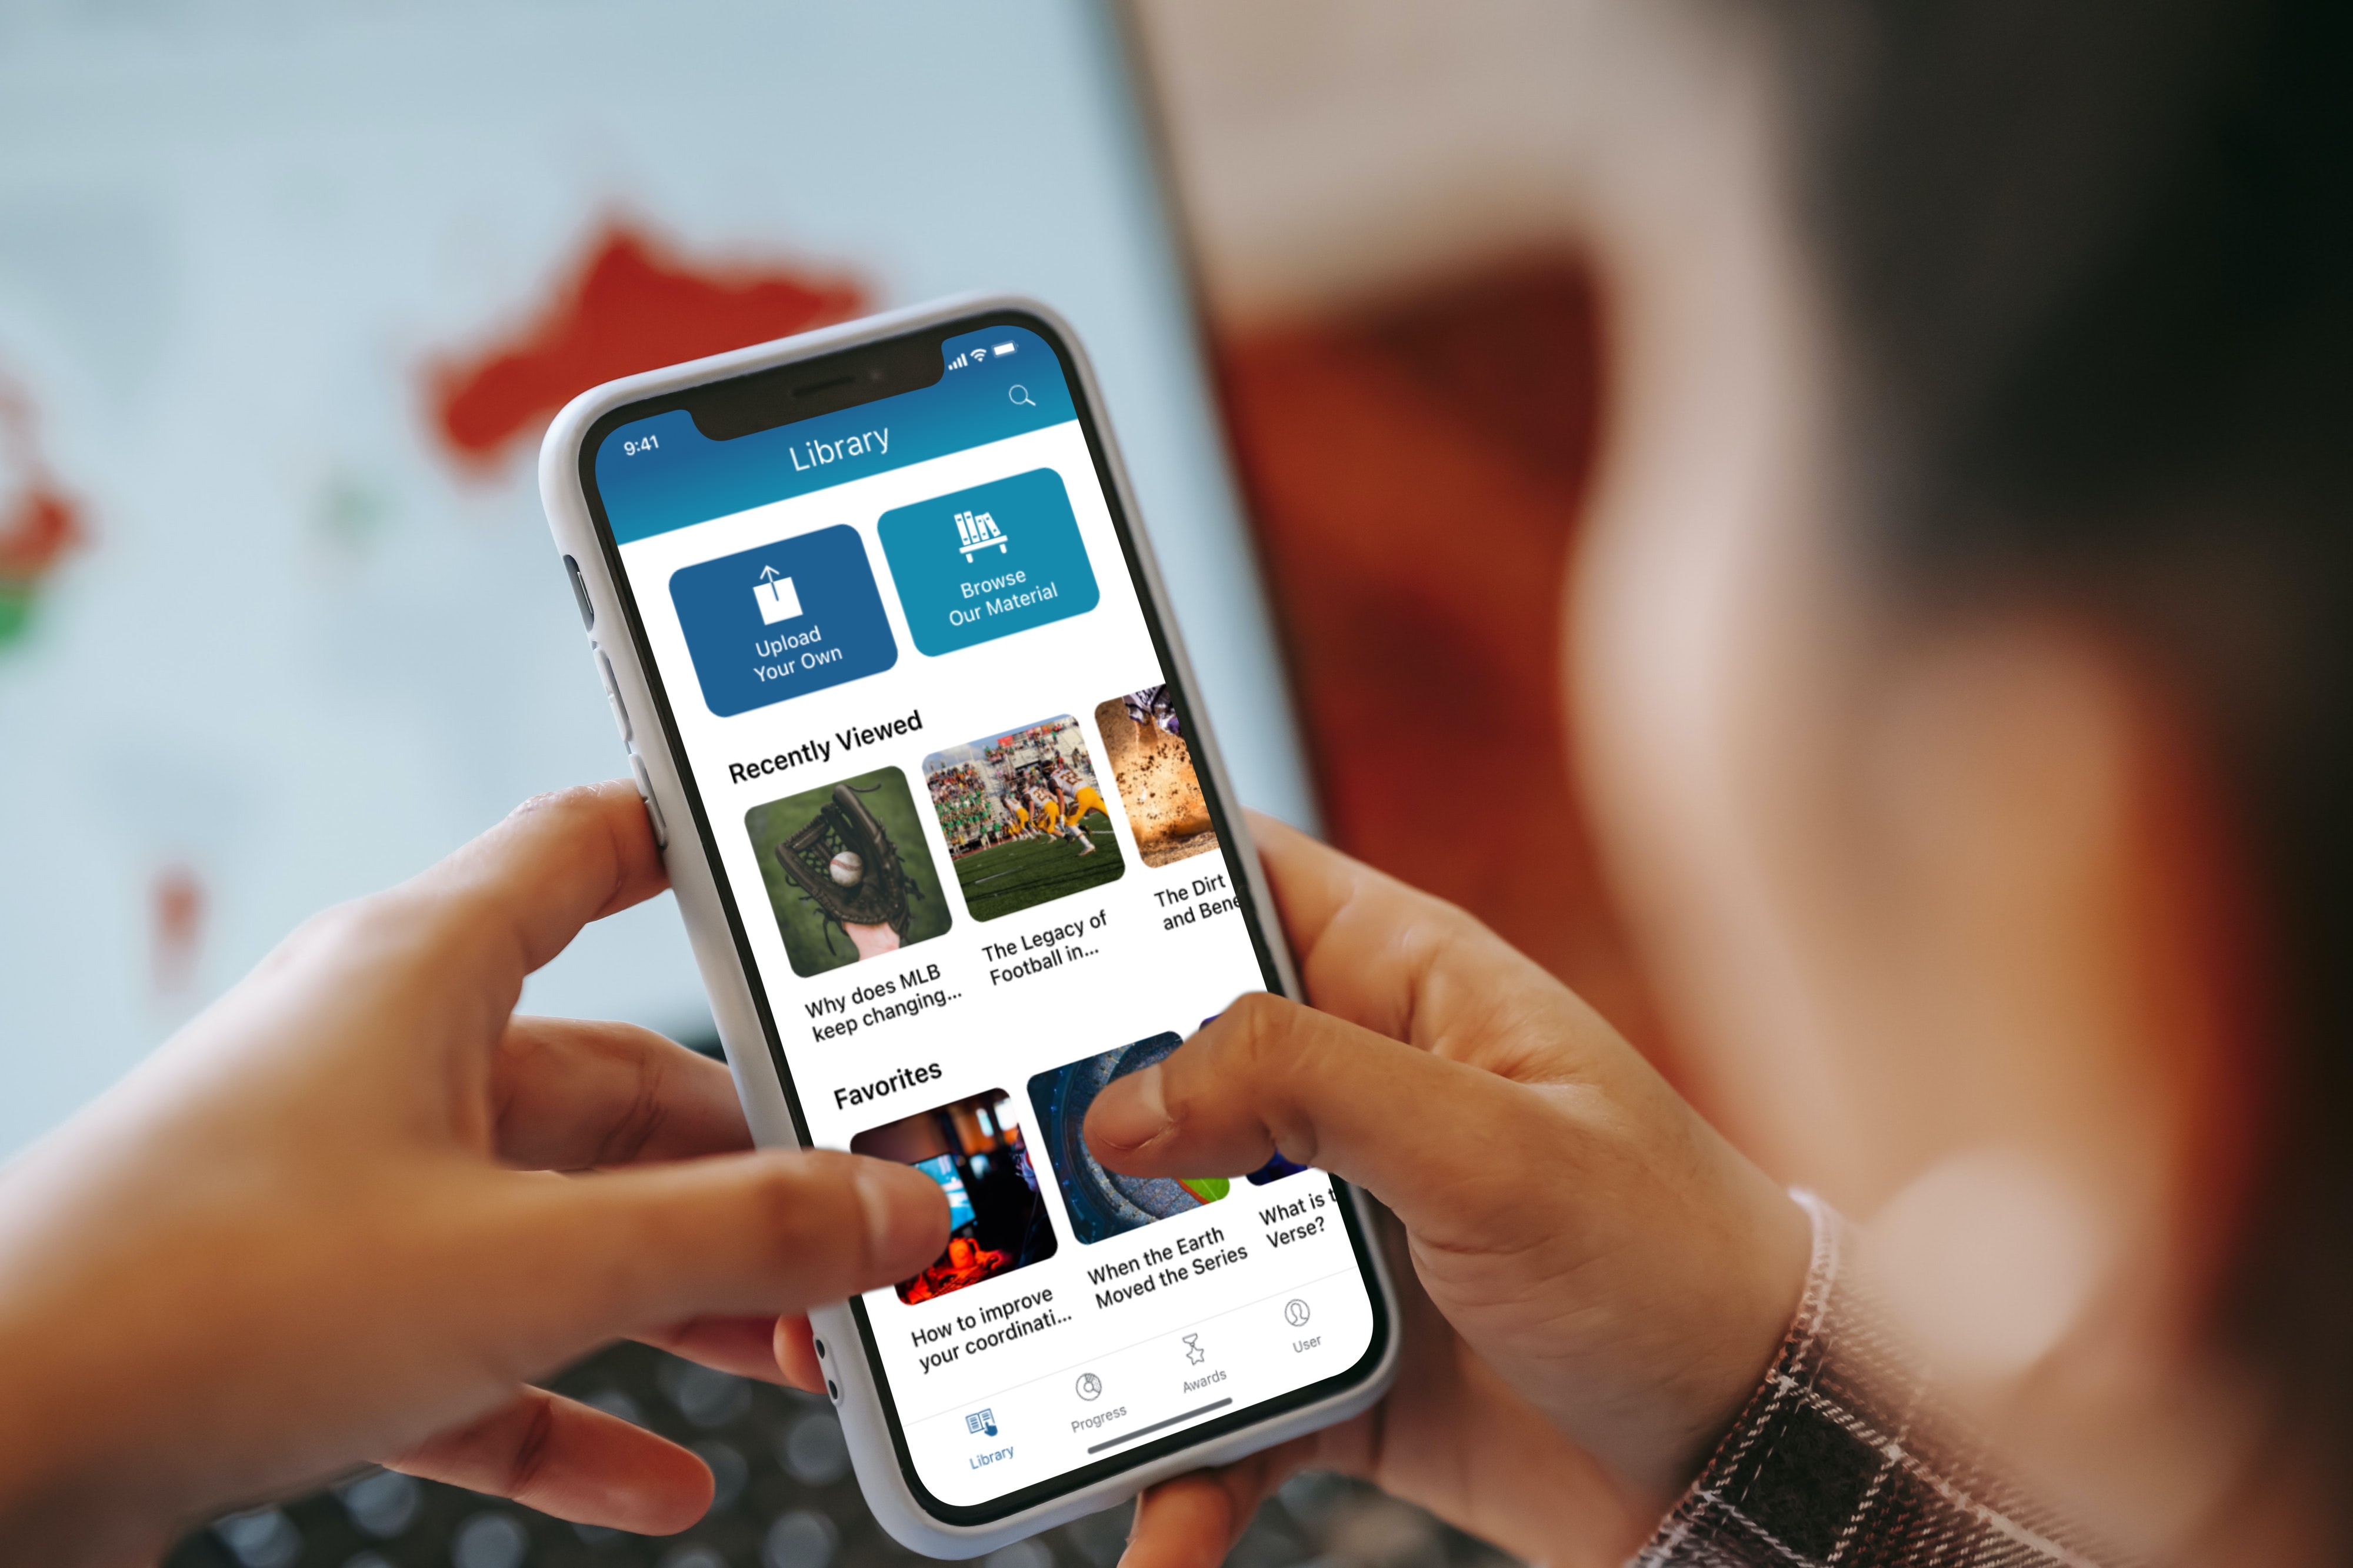 9:41
Library
Upload
Your Own
Browse
Our Material
Recently Viewed
Why does MLB
keep changing...
The Legacy of
Football in...
The Dirt
and Bene
Favorites
How to improve
your coordinati...
When the Earth
Moved the Series
What is t
Verse?
Library
Progress
Awards
User